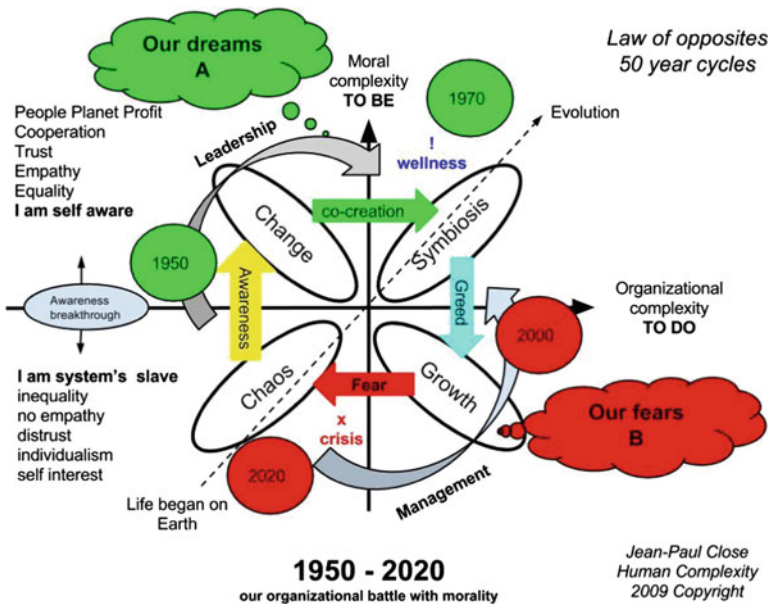 Our dreams
A
Law of opposites
50 year cycles
Moral
complexity
TO BE
1970
Evolution
People Planet Profit
Cooperation
Trust
Empathy
Equality
I am self aware
Leadership
!
wellness
Change
co-creation
Symbiosis
1950
Awareness
Greed
Awareness
breakthrough
Organizational
complexity
TO DO
2000
I am system's slave
inequality
no empathy
distrust
individualism
self interest
Chaos
Fear
Growth
x
crisis
Our fears
B
2020
Management
Life began on
Earth
1950 - 2020
our organizational battle with morality
Jean-Paul Close
Human Complexity
2009 Copyright